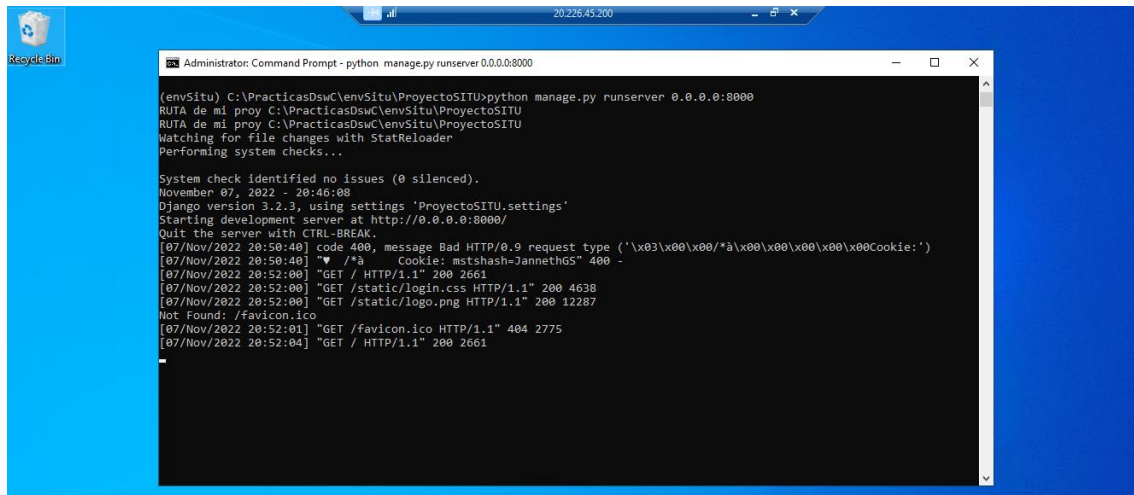 20.226.45.200
Recycle Bin
Administrator: Command Prompt - python manage.py runserver 0.0.0.0:8000
(envSitu) C:\PracticasDswC\envSitu\ProyectoSITU>python manage.py runserver 0.0.0.0:8000
RUTA de mi proy C:\PracticasDswC\envSitu\ProyectoSITU
RUTA de mi proy C:\PracticasDswC\envSitu\ProyectoSITU
Watching for file changes with StatReloader
Performing system checks...
System check identified no issues (0 silenced).
November 07, 2022 - 20:46:08
Django version 3.2.3, using settings 'ProyectoSITU.settings'
Starting development server at http://0.0.0.0:8000/
Quit the server with CTRL-BREAK.
[07/Nov/2022 20:50:40] code 400, message Bad HTTP/0.9 request type ('\x03\x00\x00/*à\x00\x00\x00\x00\x00Cookie:')
[07/Nov/2022 20:50:40] "♥ /*à Cookie: mstshash=JannethGS" 400 -
[07/Nov/2022 20:52:00] "GET / HTTP/1.1" 200 2661
[07/Nov/2022 20:52:00] "GET /static/login.css HTTP/1.1" 200 4638
[07/Nov/2022 20:52:00] "GET /static/logo.png HTTP/1.1" 200 12287
Not Found: /favicon.ico
[07/Nov/2022 20:52:01] "GET /favicon.ico HTTP/1.1" 404 2775
[07/Nov/2022 20:52:04] "GET / HTTP/1.1" 200 2661